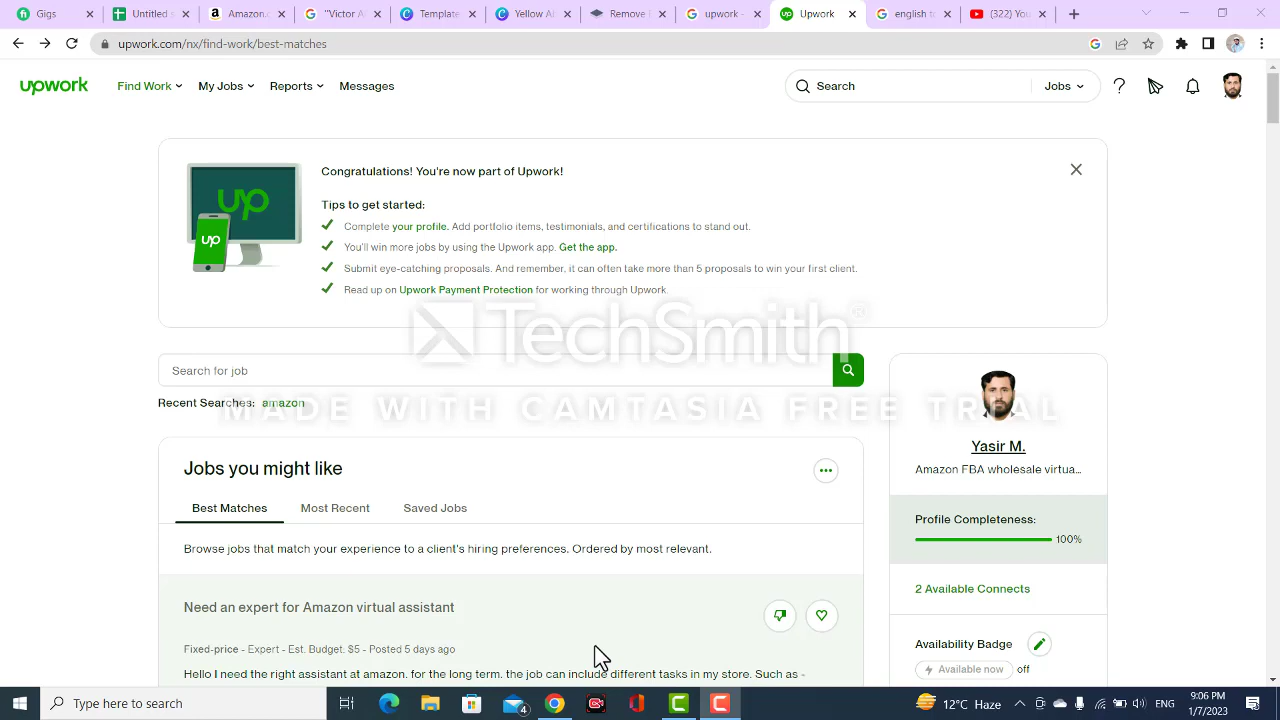 Gigs
Untitled s
Amazon.
"Victory
Templat
Yellow
Remove
upwork
Upwork
english t
(322) You
upwork.com/nx/find-work/best-matches
upwork
Find Work
My Jobs
Reports
Messages
Search
Jobs
Congratulations! You're now part of Upwork!
Tips to get started:
Complete your profile. Add portfolio items, testimonials, and certifications to stand out.
You'll win more jobs by using the Upwork app. Get the app.
Submit eye-catching proposals. And remember, it can often take more than 5 proposals to win your first client.
Read up on Upwork Payment Protection for working through Upwork.
up
up
TechSmith®
MADE WITH CAMTASIA FREE TRIAL
Search for job
Recent Searches: amazon
Jobs you might like
Best Matches
Most Recent
Saved Jobs
Browse jobs that match your experience to a client's hiring preferences. Ordered by most relevant.
Need an expert for Amazon virtual assistant
Fixed-price - Expert - Est. Budget. $5 - Posted 5 days ago
Hello I need the right assistant at amazon. for the long term. the job can include different tasks in my store. Such as -
Yasir M.
Amazon FBA wholesale virtua...
Profile Completeness:
100%
2 Available Connects
Availability Badge
Available now
off
Type here to search
4
12°C Haze
9:06 PM
1/7/2023